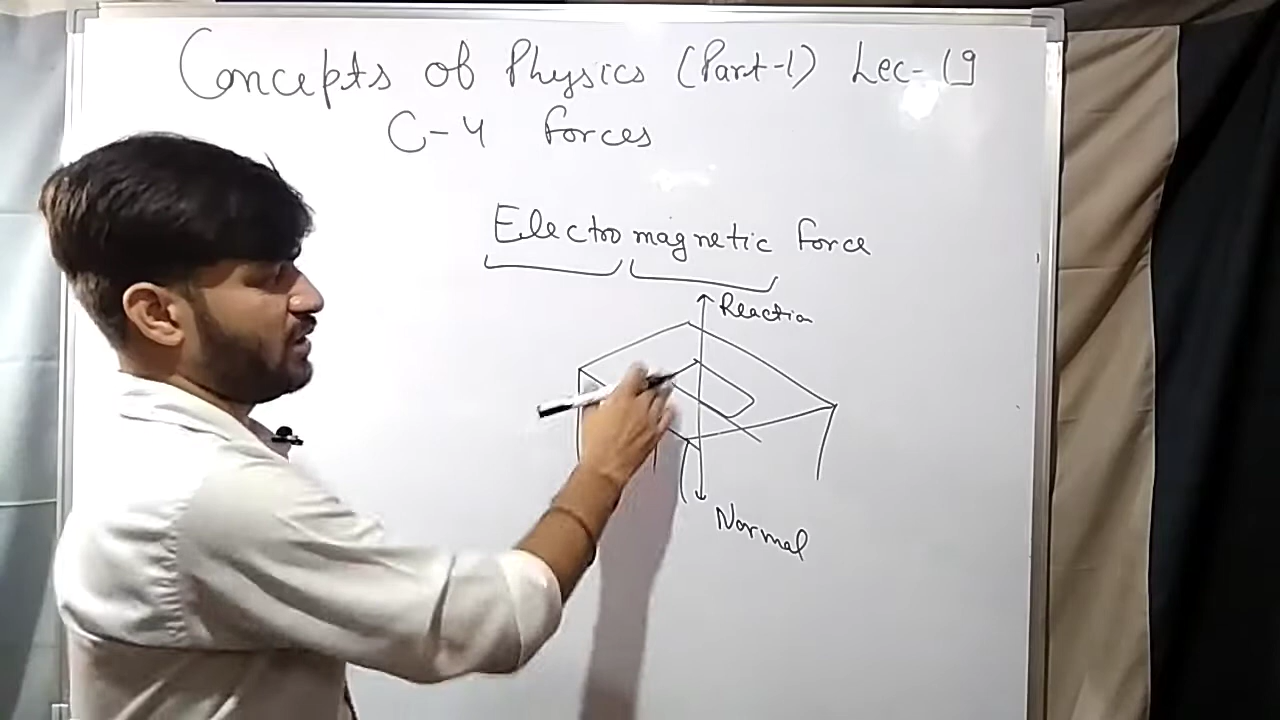 Concepts of Physics (Part-1) Lec-19
C-4 forces
Electromagnetic force
Reaction
Normal